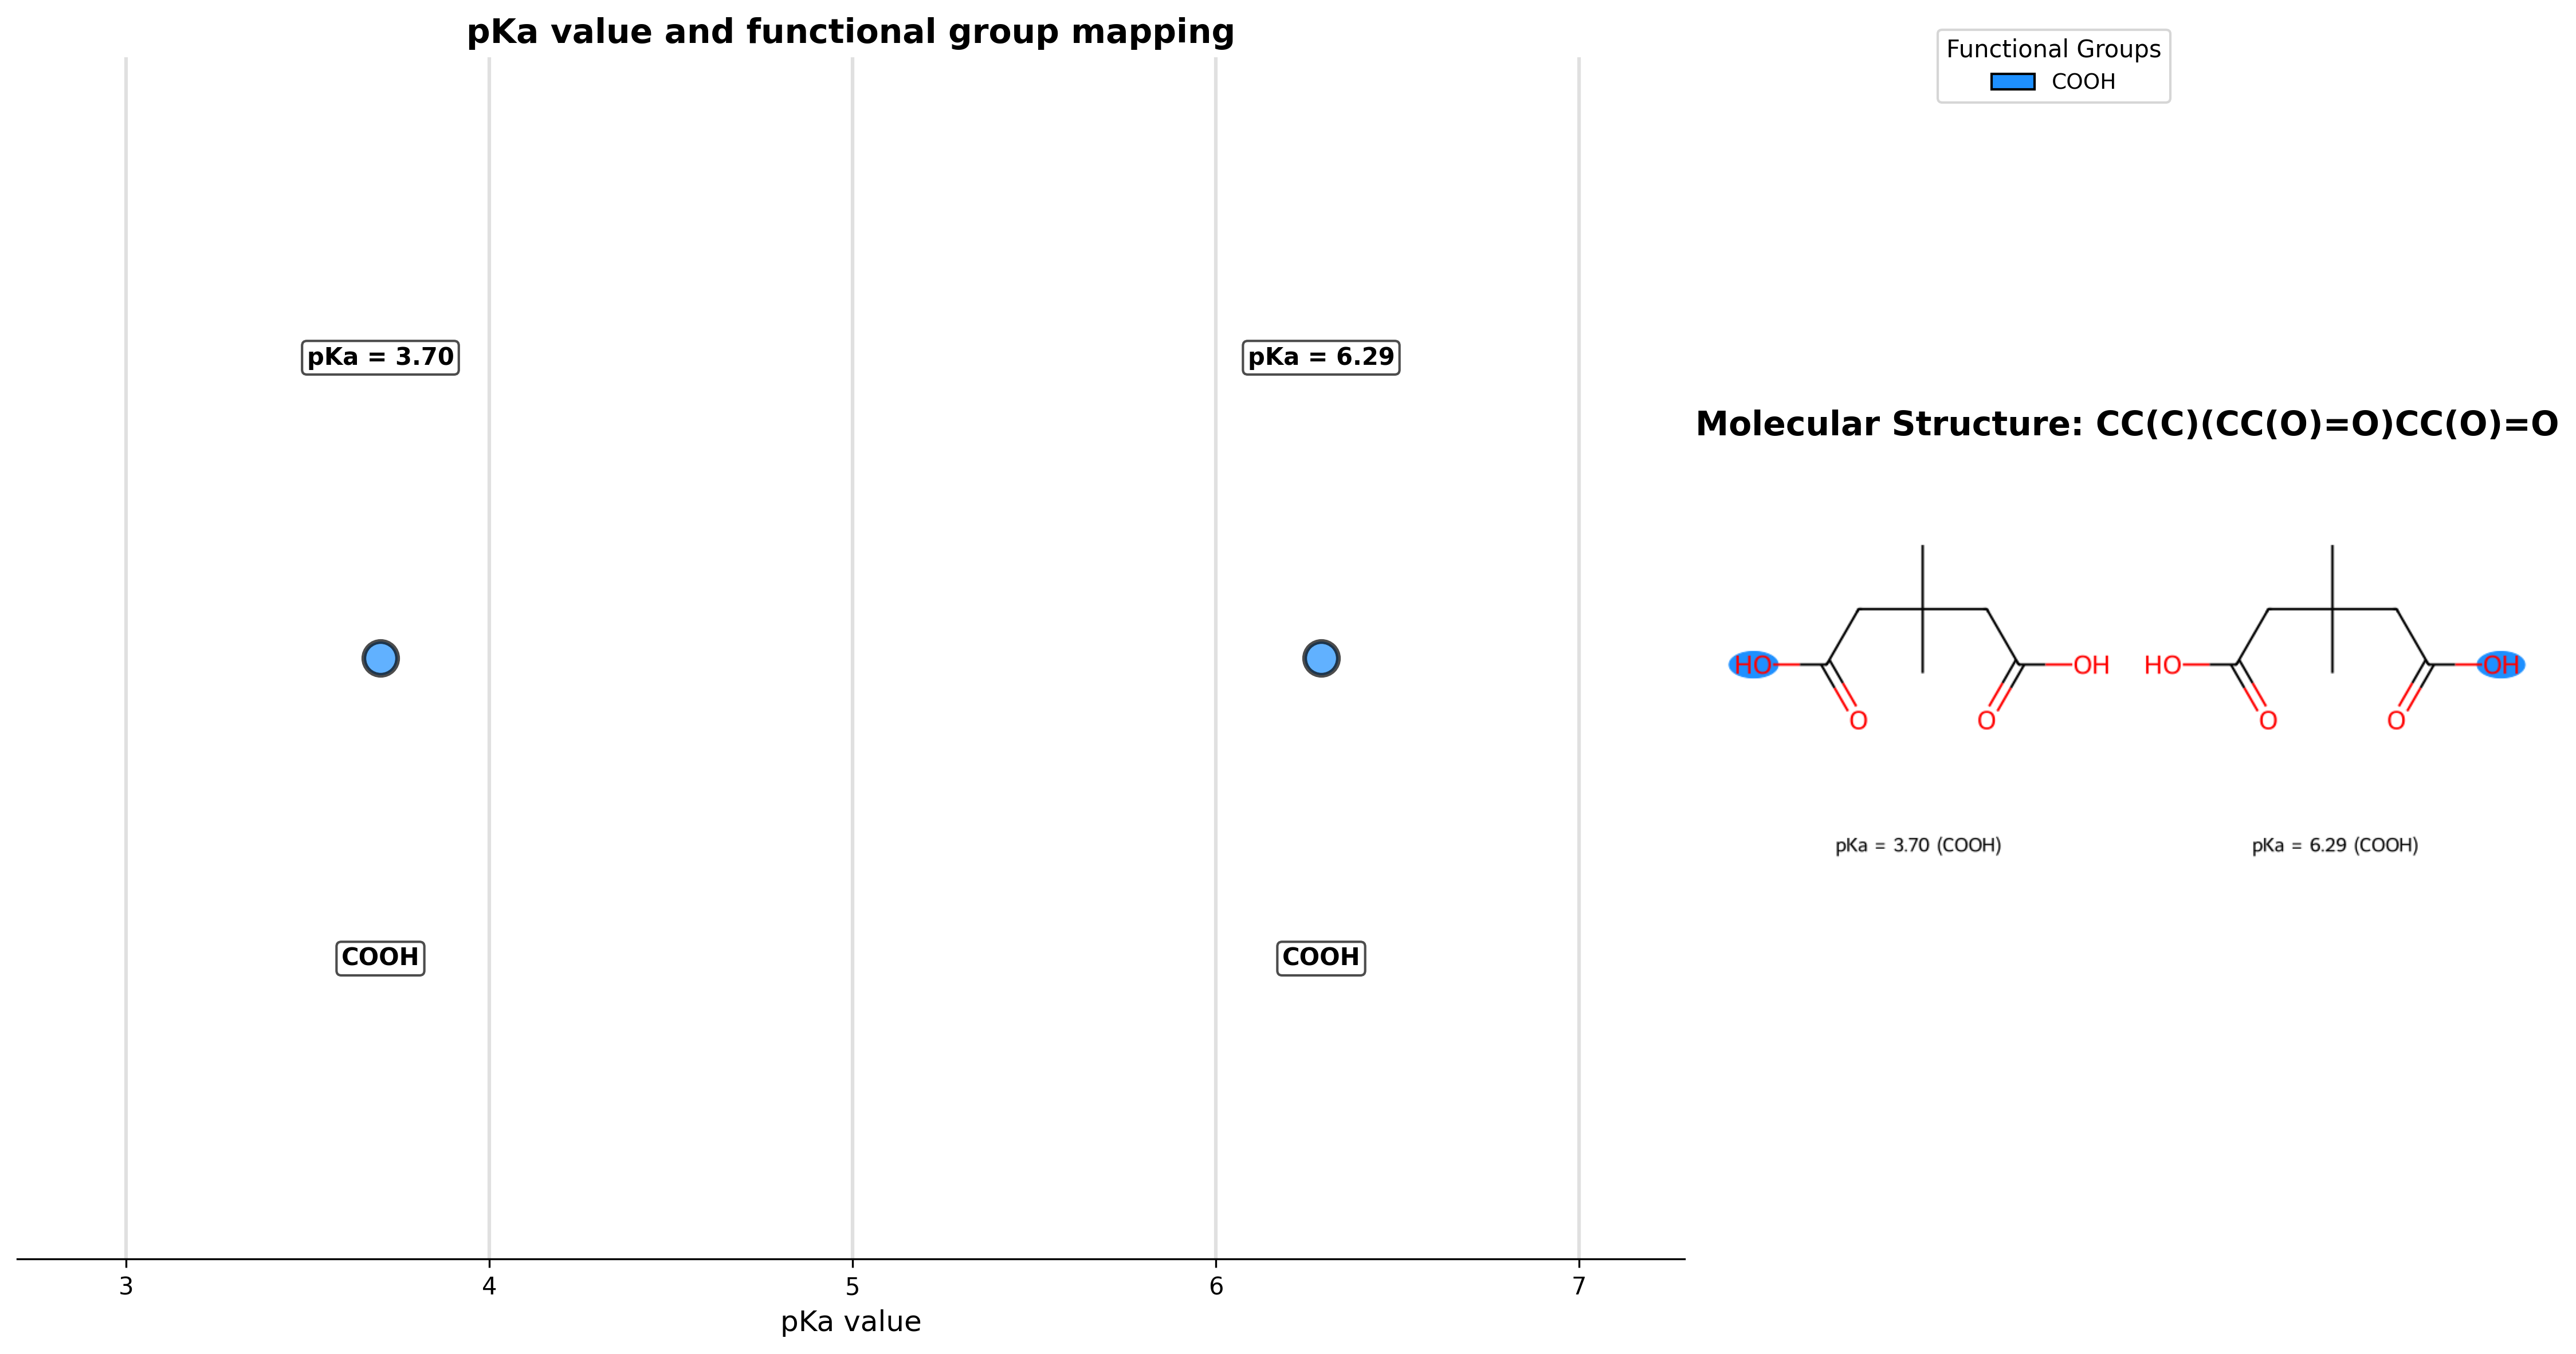 pKa value and functional group mapping
pKa = 3.70
pKa = 6.29
COOH
COOH
3
4
5
6
7
pKa value
Functional Groups
COOH
Molecular Structure: CC(C)(CC(O)=O)CC(O)=O
HO
OH
O
O
HO
OH
O
O
pKa = 3.70 (COOH)
pKa = 6.29 (COOH)